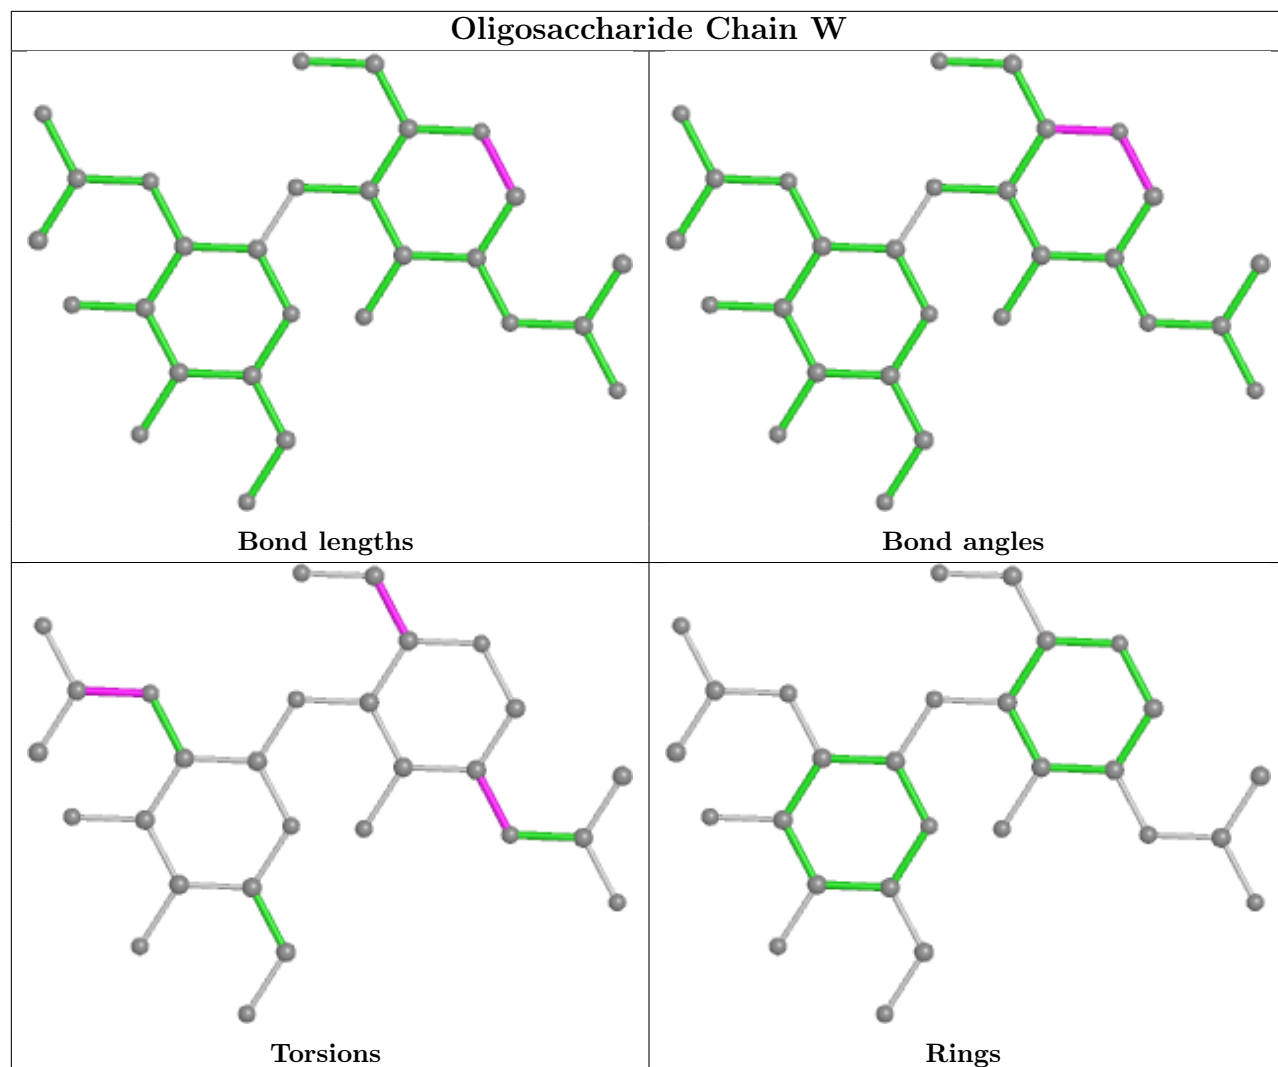 Oligosaccharide Chain W
Bond lengths
Bond angles
Torsions
Rings